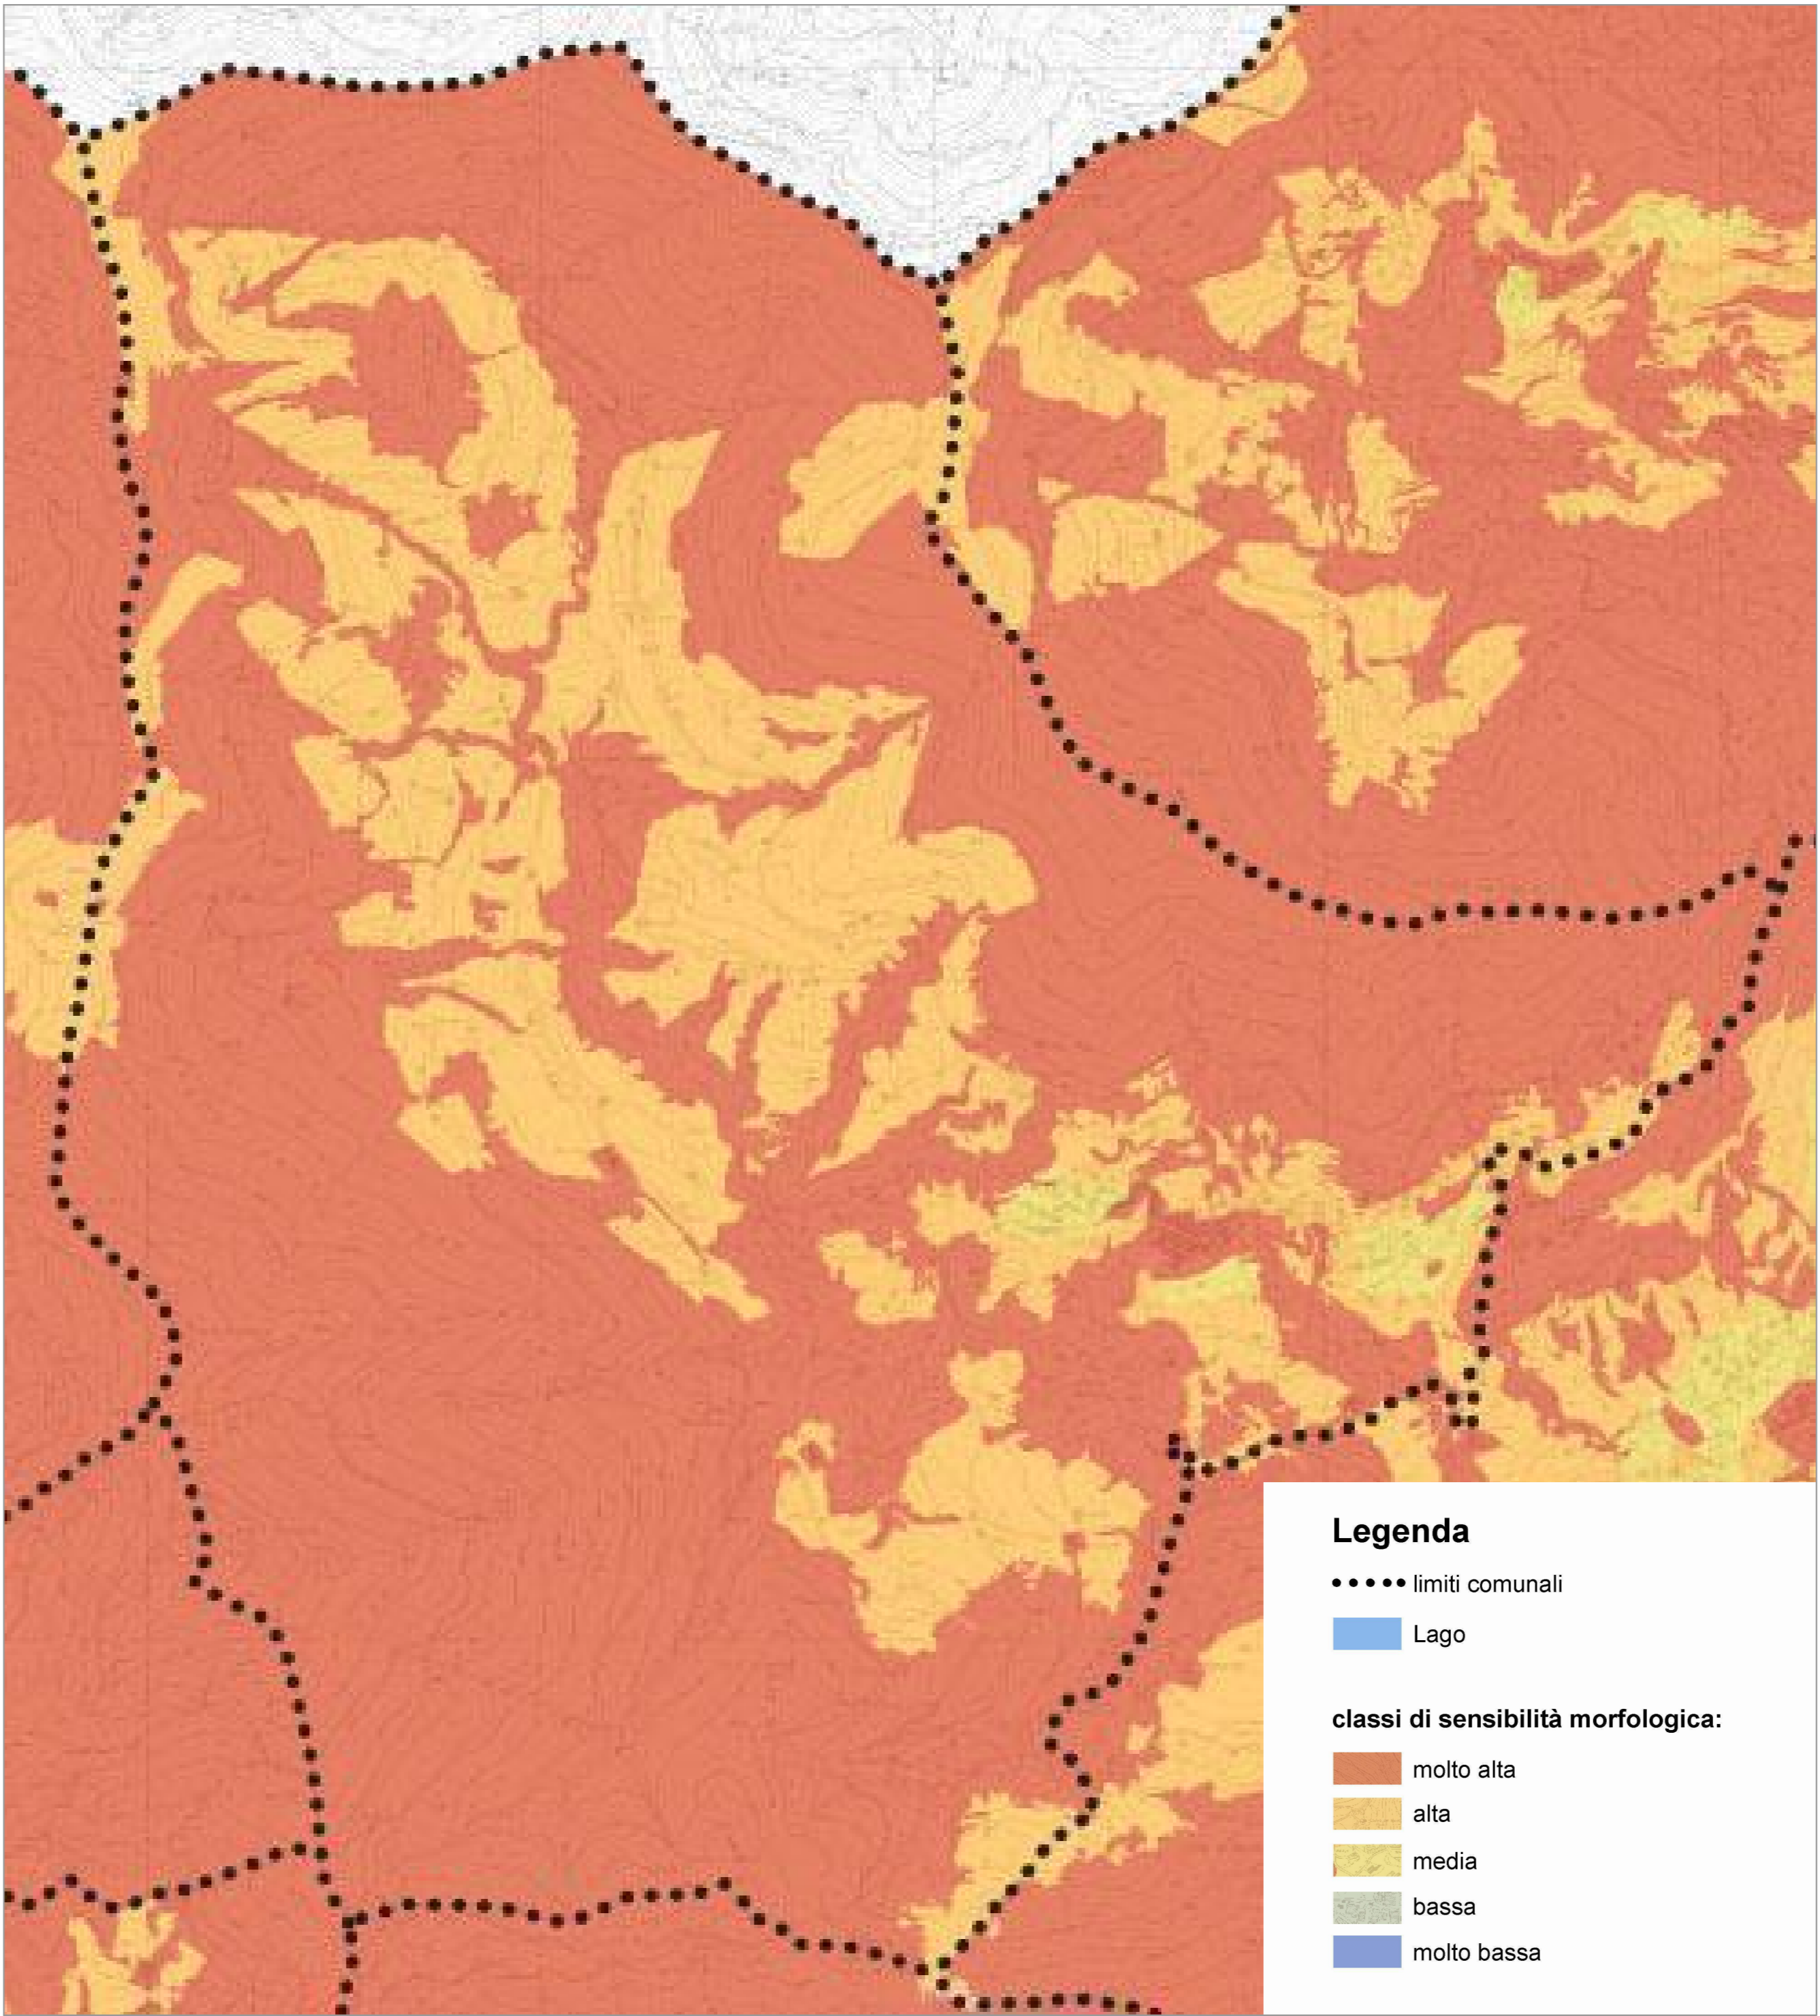 Legenda
limiti comunali
Lago
classi di sensibilità morfologica:
molto alta
alta
media
bassa
molto bassa